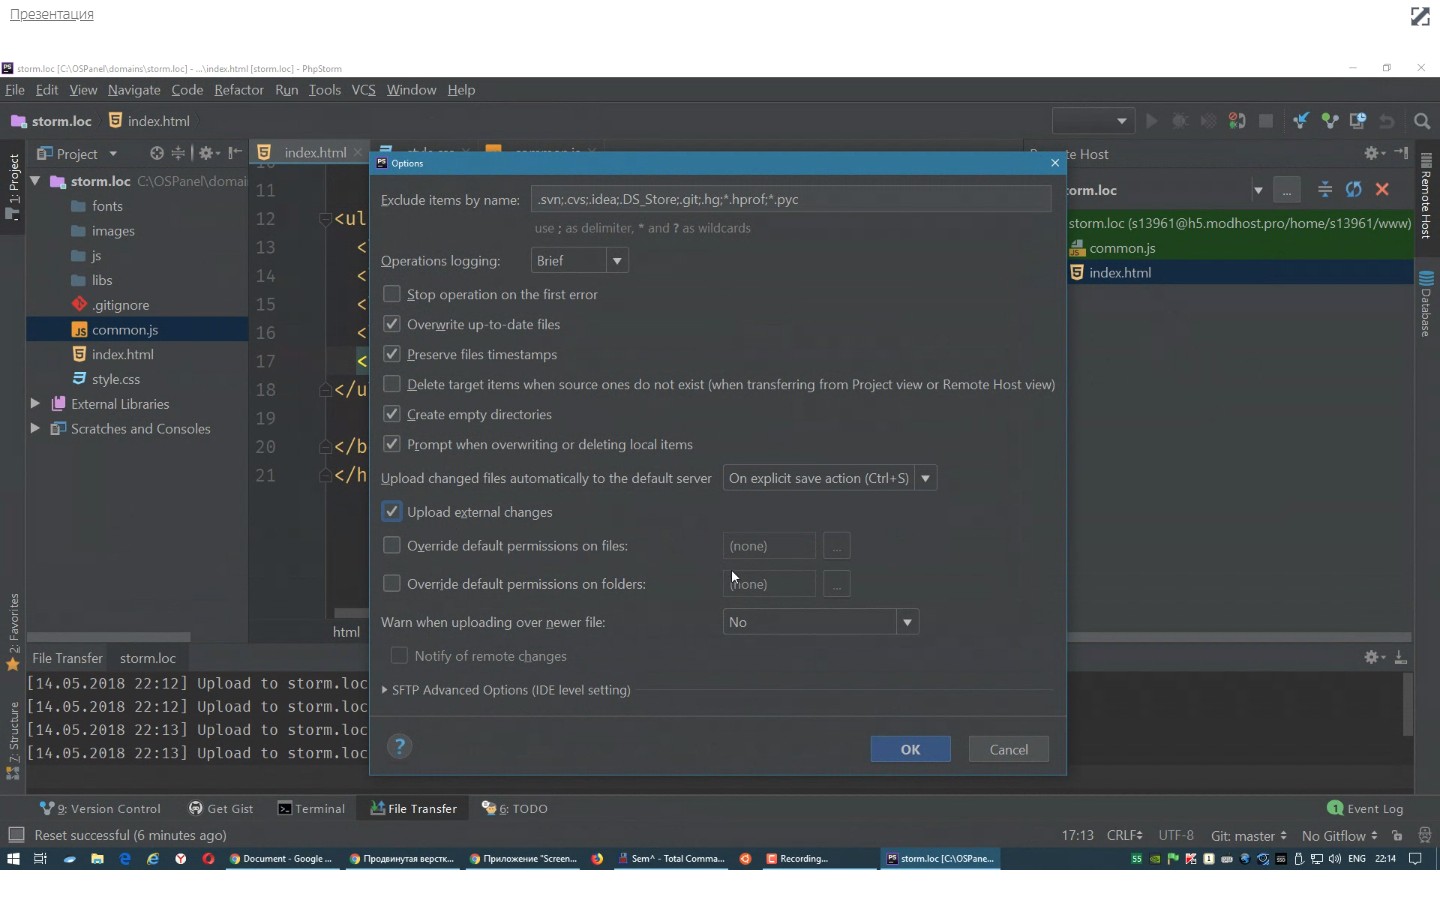 Презентация
storm.loc [C:\OSPanel\domains\storm.loc] - ...\index.html [storm.loc] - PhpStorm
File Edit View Navigate Code Refactor Run Tools VCS Window Help
storm.loc index.html
1: Project
Project
storm.loc C:\OSPanel\domai
fonts
images
js
libs
.gitignore
common.js
index.html
style.css
External Libraries
Scratches and Consoles
index.html
11
12 <ul
13 <
14 <
15 <
16 <
17 <
18 </u
19
20 </b
21 </h
html
Options
Exclude items by name: .svn;.cvs;.idea;.DS_Store;.git;.hg;*.hprof;*.pyc
use ; as delimiter, * and ? as wildcards
Operations logging: Brief
Stop operation on the first error
Overwrite up-to-date files
Preserve files timestamps
Delete target items when source ones do not exist (when transferring from Project view or Remote Host view)
Create empty directories
Prompt when overwriting or deleting local items
Upload changed files automatically to the default server On explicit save action (Ctrl+S)
Upload external changes
Override default permissions on files: (none) ...
Override default permissions on folders: (none) ...
Warn when uploading over newer file: No
Notify of remote changes
SFTP Advanced Options (IDE level setting)
? OK Cancel
te Host
orm.loc ...
storm.loc (s13961@h5.modhost.pro/home/s13961/www)
common.js
index.html
Remote Host
Database
2: Favorites
7: Structure
File Transfer storm.loc
[14.05.2018 22:12] Upload to storm.loc
[14.05.2018 22:12] Upload to storm.loc
[14.05.2018 22:13] Upload to storm.loc
[14.05.2018 22:13] Upload to storm.loc
9: Version Control Get Gist Terminal File Transfer 6: TODO 1 Event Log
Reset successful (6 minutes ago) 17:13 CRLF UTF-8 Git: master No Gitflow
Document - Google ... Продвинутая верстк... Приложение "Screen... Sem^ - Total Comma... Recording... storm.loc [C:\OSPane... ENG 22:14